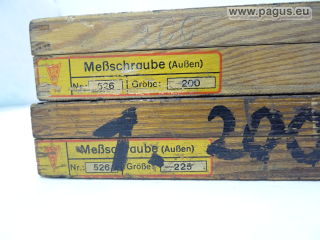 www.pagus.eu
Meßschraube (Außen)
Nr.: 526 Größe: 200
1. 200
Meßschraube (Außen)
Nr.: 526 Größe: 225